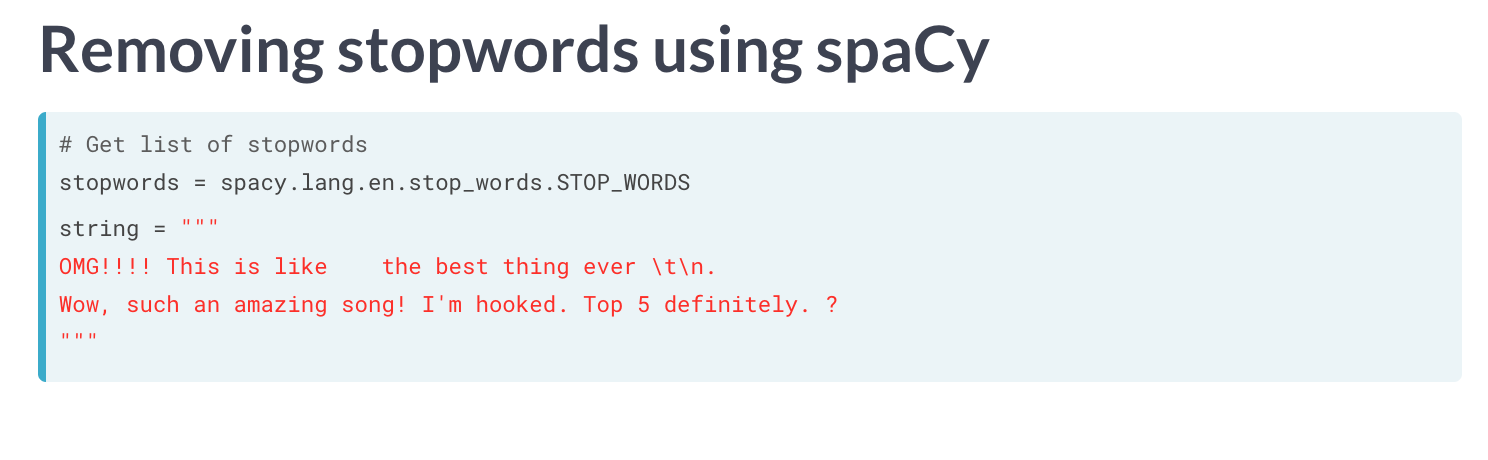 Removing stopwords using spaCy
# Get list of stopwords
stopwords = spacy.lang.en.stop_words.STOP_WORDS
string = """
OMG!!!! This is like    the best thing ever \t\n.
Wow, such an amazing song! I'm hooked. Top 5 definitely. ?
"""